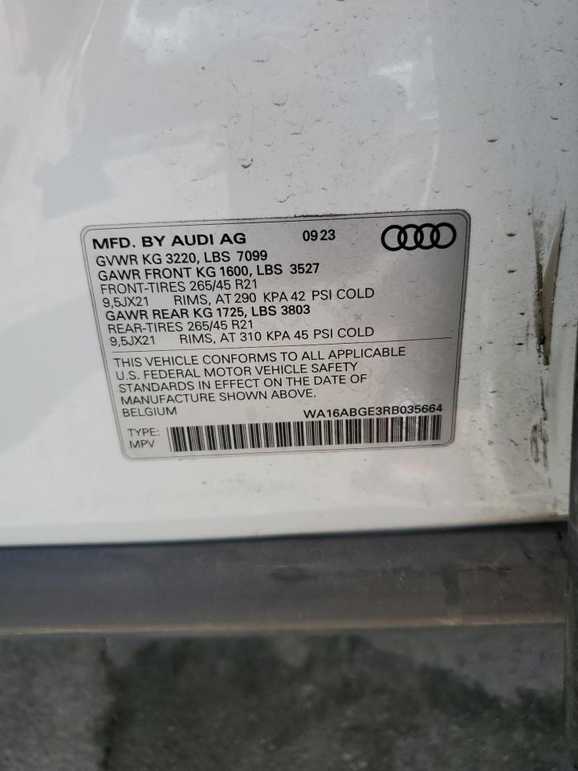 MFD. BY AUDI AG 09 23
GVWR KG 3220, LBS 7099
GAWR FRONT KG 1600, LBS 3527
FRONT-TIRES 265/45 R21
9,5JX21 RIMS, AT 290 KPA 42 PSI COLD
GAWR REAR KG 1725, LBS 3803
REAR-TIRES 265/45 R21
9,5JX21 RIMS, AT 310 KPA 45 PSI COLD
THIS VEHICLE CONFORMS TO ALL APPLICABLE
U.S. FEDERAL MOTOR VEHICLE SAFETY
STANDARDS IN EFFECT ON THE DATE OF
MANUFACTURE SHOWN ABOVE.
BELGIUM WA16ABGE3RB035664
TYPE:
MPV